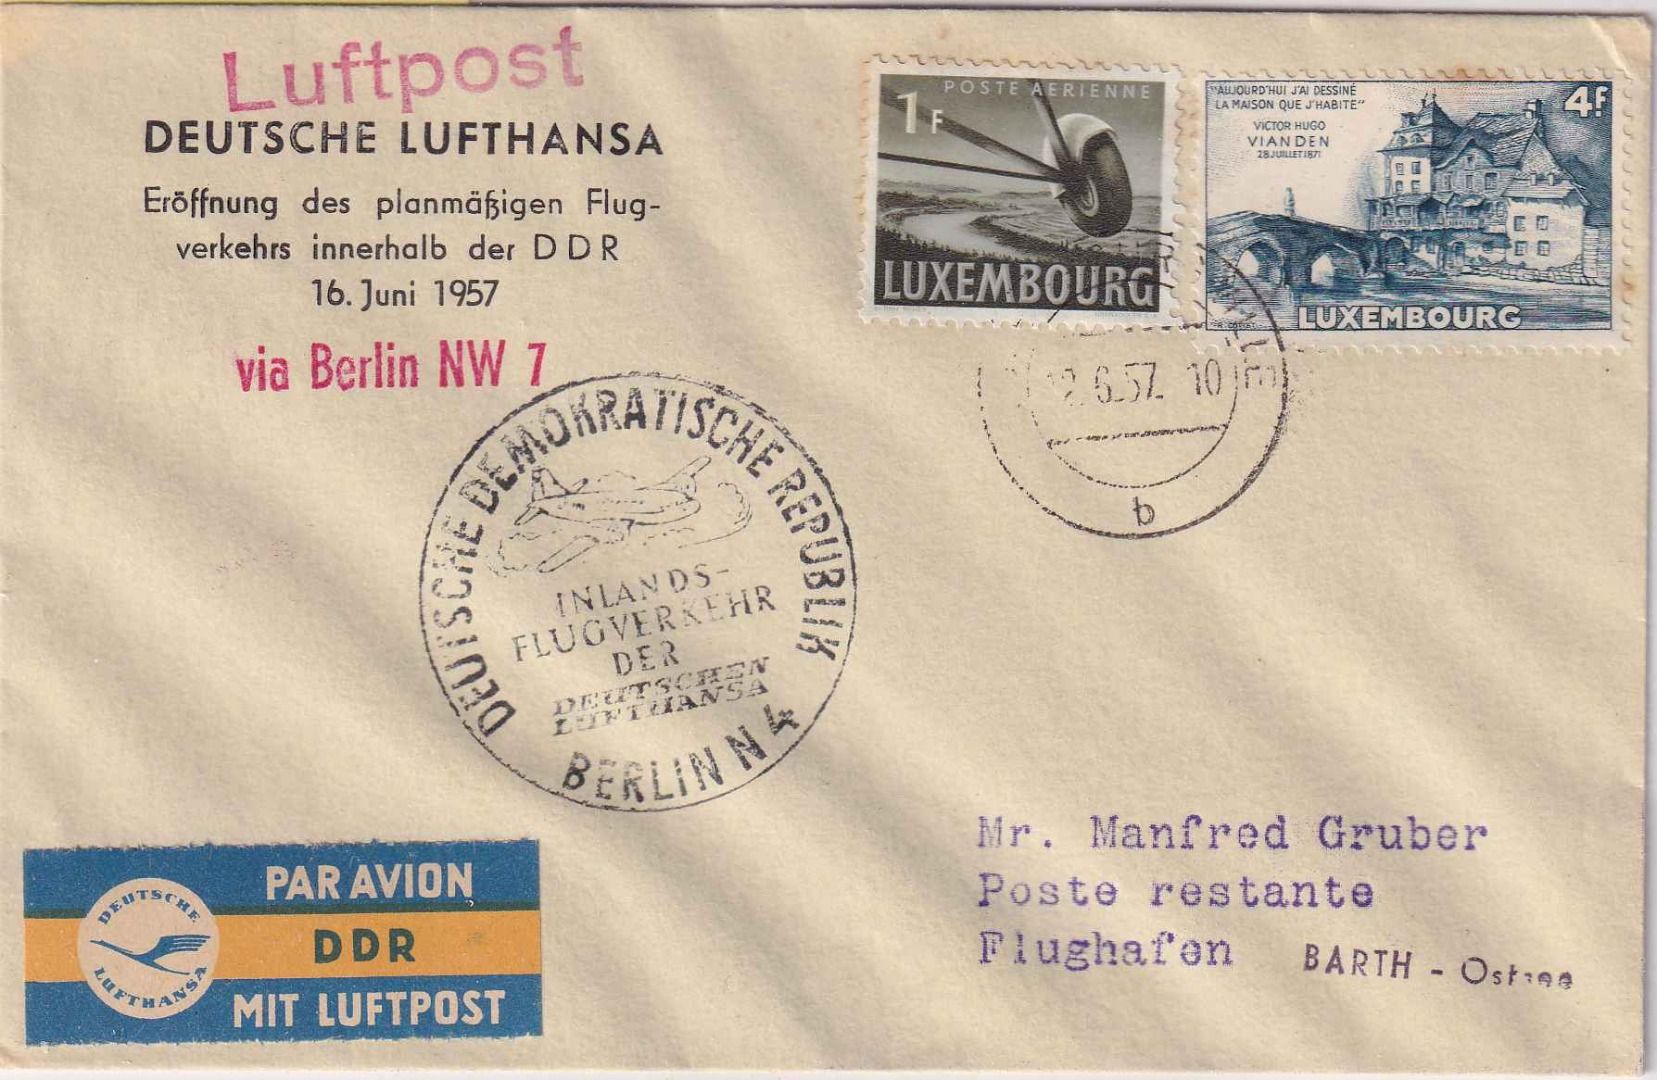 Luftpost
DEUTSCHE LUFTHANSA
Eröffnung des planmäßigen Flug-
verkehrs innerhalb der DDR
16. Juni 1957
via Berlin NW 7
POSTE AERIENNE
1F
LUXEMBOURG
"AUJOURD'HUI J'AI DESSINÉ
LA MAISON QUE J'HABITE"
VICTOR HUGO
VIANDEN
28 JUILLET 1871
4F
LUXEMBOURG
2.6.57. 10
b
DEUTSCHE DEMOKRATISCHE REPUBLIK
INLANDS-
FLUGVERKEHR
DER
DEUTSCHEN
LUFTHANSA
BERLIN N 4
Mr. Manfred Gruber
Poste restante
Flughafen BARTH - Ostsee
PAR AVION
DDR
MIT LUFTPOST
DEUTSCHE
LUFTHANSA